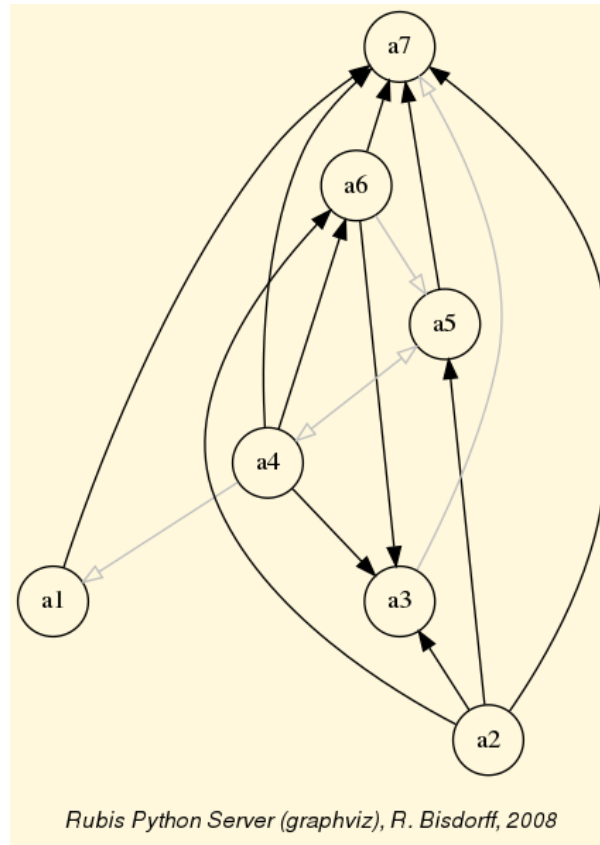 a7
a6
a5
a4
a1
a3
a2
Rubis Python Server (graphviz), R. Bisdorff, 2008